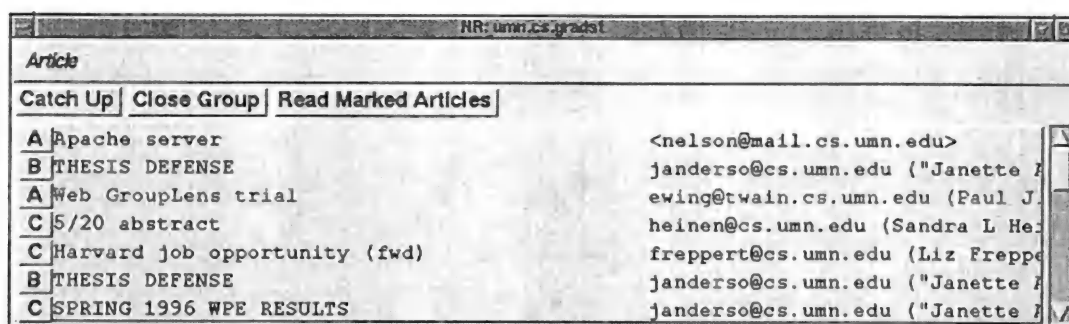 NR: umn.cs.grads1
Article
Catch Up Close Group Read Marked Articles
A Apache server <nelson@mail.cs.umn.edu>
B THESIS DEFENSE janderso@cs.umn.edu ("Janette
A Web GroupLens trial ewing@twain.cs.umn.edu (Paul J.
C 5/20 abstract heinen@cs.umn.edu (Sandra L Hei
C Harvard job opportunity (fwd) freppert@cs.umn.edu (Liz Freppe
B THESIS DEFENSE janderso@cs.umn.edu ("Janette
C SPRING 1996 WPE RESULTS janderso@cs.umn.edu ("Janette